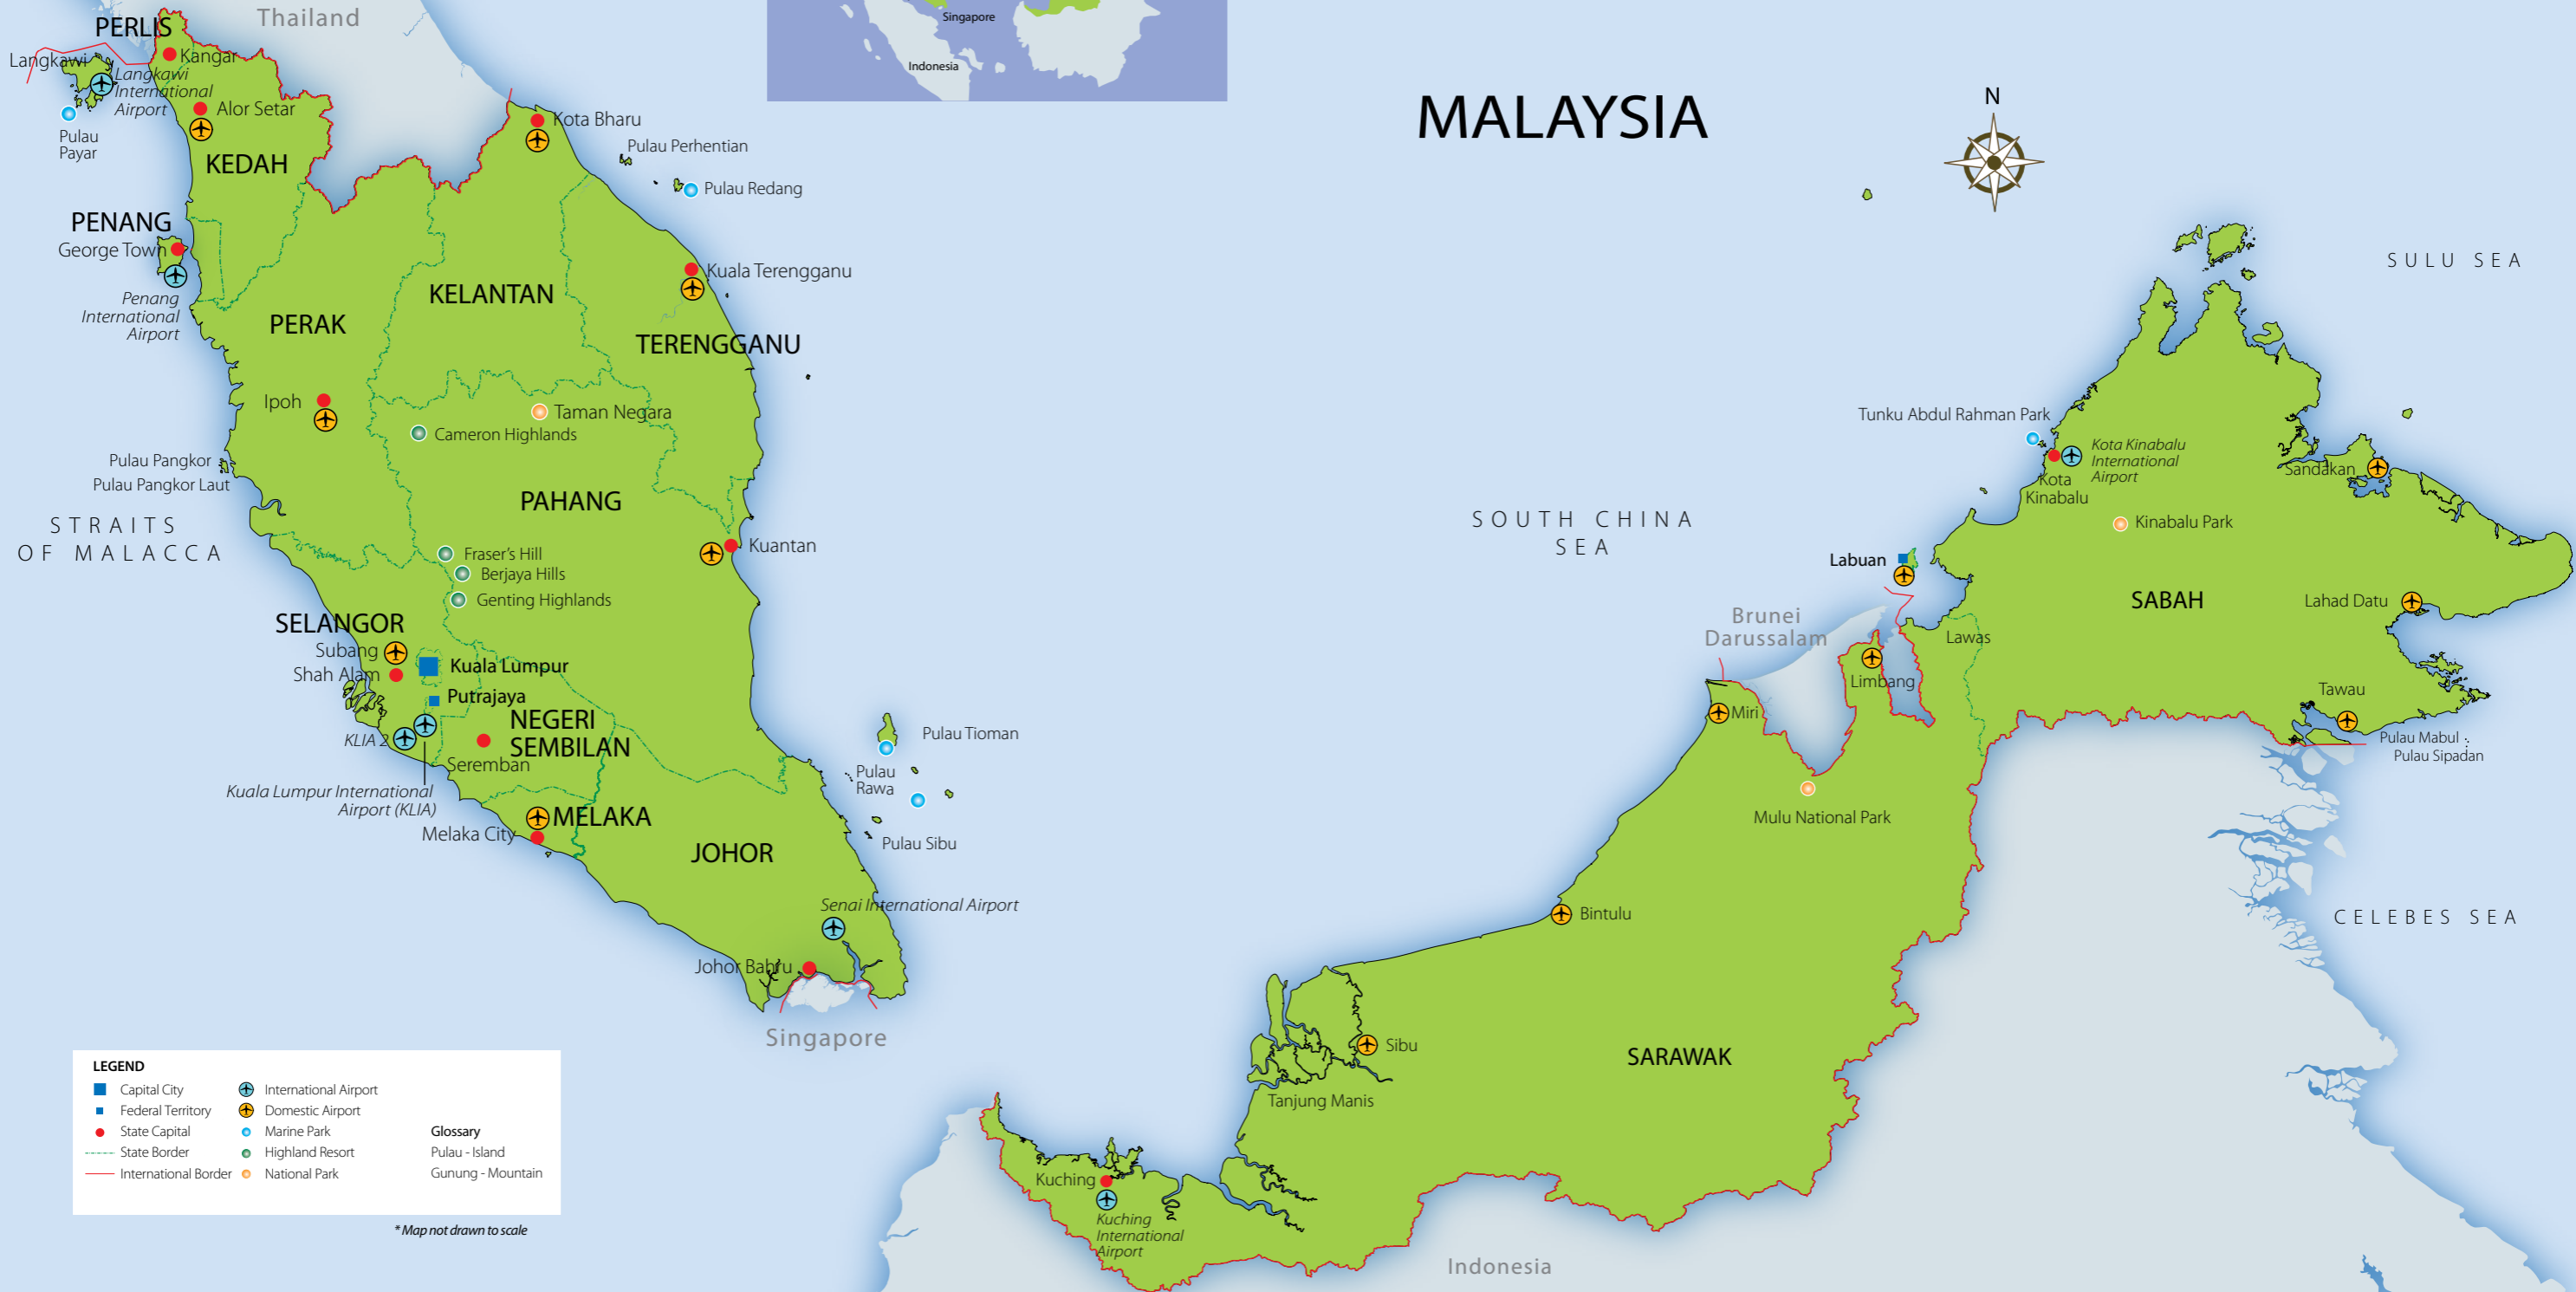 Thailand
PERLIS
Kangar
Langkawi
Langkawi
International
Airport
Alor Setar
Pulau
Payar
KEDAH
Kota Bharu
Pulau Perhentian
Pulau Redang
PENANG
George Town
Penang
International
Airport
KELANTAN
PERAK
Kuala Terengganu
TERENGGANU
Ipoh
Taman Negara
Cameron Highlands
Pulau Pangkor
Pulau Pangkor Laut
STRAITS
OF MALACCA
PAHANG
Kuantan
Fraser's Hill
Berjaya Hills
Genting Highlands
SELANGOR
Subang
Shah Alam
Kuala Lumpur
Putrajaya
KLIA 2
NEGERI
SEMBILAN
Seremban
Kuala Lumpur International
Airport (KLIA)
MELAKA
Melaka City
JOHOR
Pulau Tioman
Pulau
Rawa
Pulau Sibu
Senai International Airport
Johor Bahru
Singapore
Singapore
Indonesia
MALAYSIA
N
SULU SEA
Tunku Abdul Rahman Park
Kota Kinabalu
International
Airport
Kota
Kinabalu
Sandakan
Kinabalu Park
SOUTH CHINA
SEA
Labuan
SABAH
Lahad Datu
Brunei
Darussalam
Lawas
Limbang
Miri
Tawau
Pulau Mabul
Pulau Sipadan
Mulu National Park
Bintulu
CELEBES SEA
Sibu
SARAWAK
Tanjung Manis
Kuching
Kuching
International
Airport
Indonesia
LEGEND
Capital City
Federal Territory
State Capital
State Border
International Border
International Airport
Domestic Airport
Marine Park
Highland Resort
National Park
Glossary
Pulau - Island
Gunung - Mountain
* Map not drawn to scale